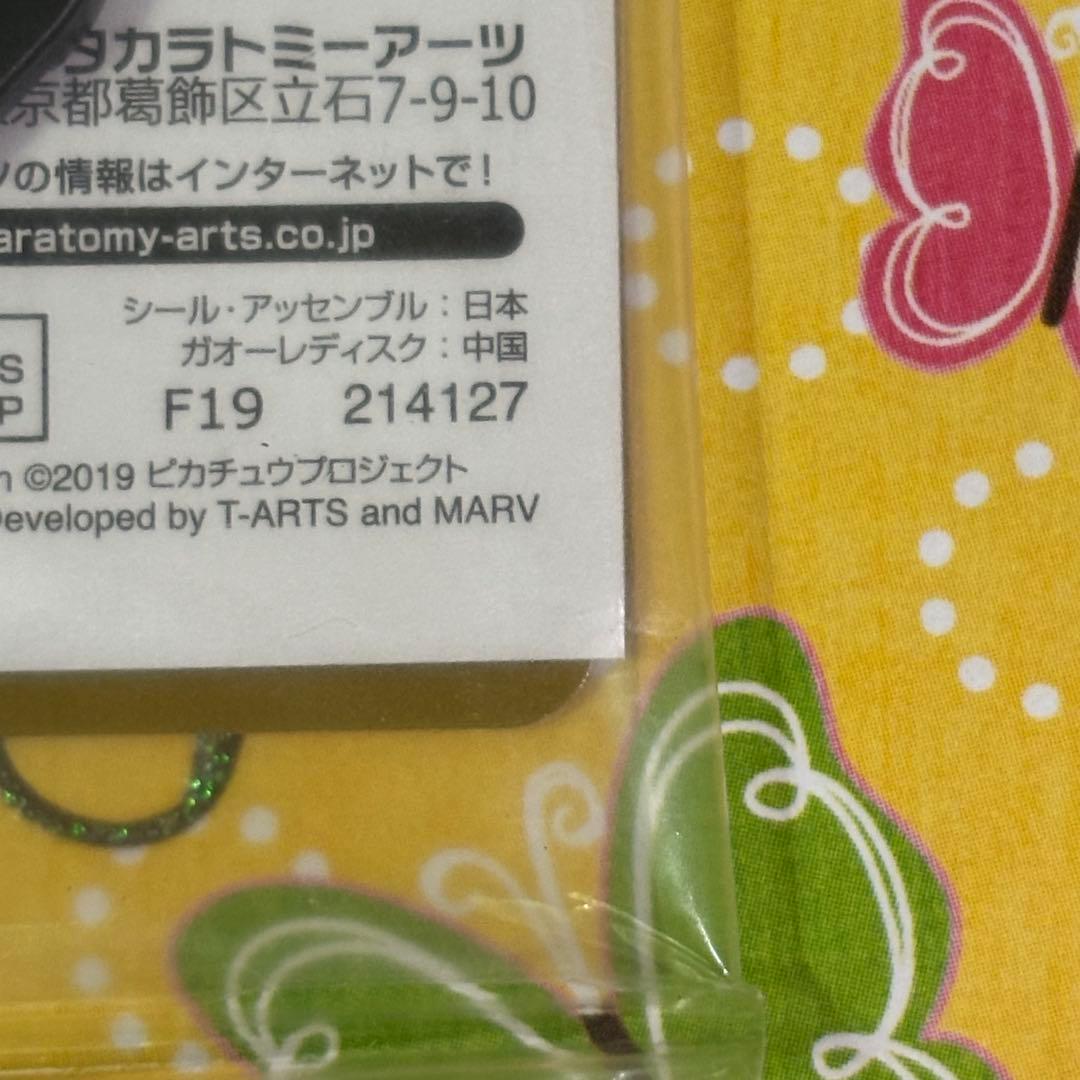 タカラトミーアーツ
京都葛飾区立石7-9-10
の情報はインターネットで!
aratomy-arts.co.jp
シール・アッセンブル:日本
ガオーレディスク:中国
S
P
F19 214127
©2019 ピカチュウプロジェクト
Developed by T-ARTS and MARV